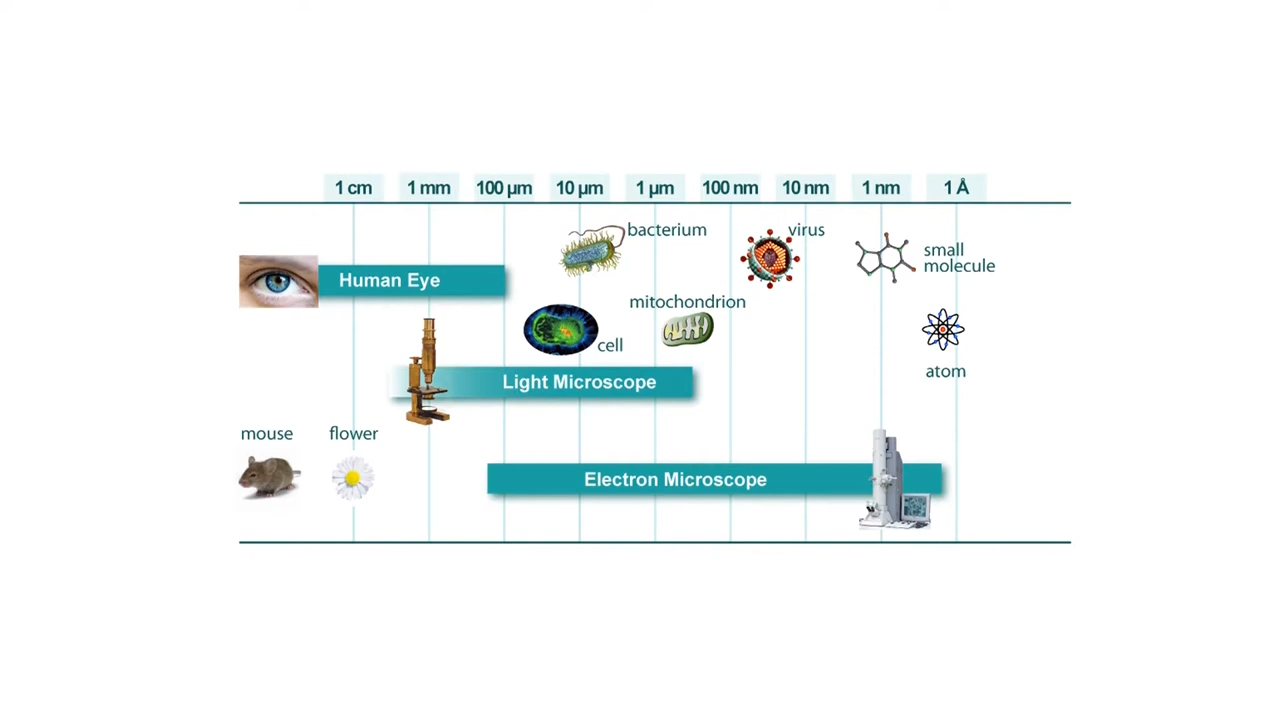 1 cm
1 mm
100 µm
10 µm
1 µm
100 nm
10 nm
1 nm
1 Å
bacterium
virus
small
molecule
Human Eye
mitochondrion
cell
atom
Light Microscope
mouse
flower
Electron Microscope